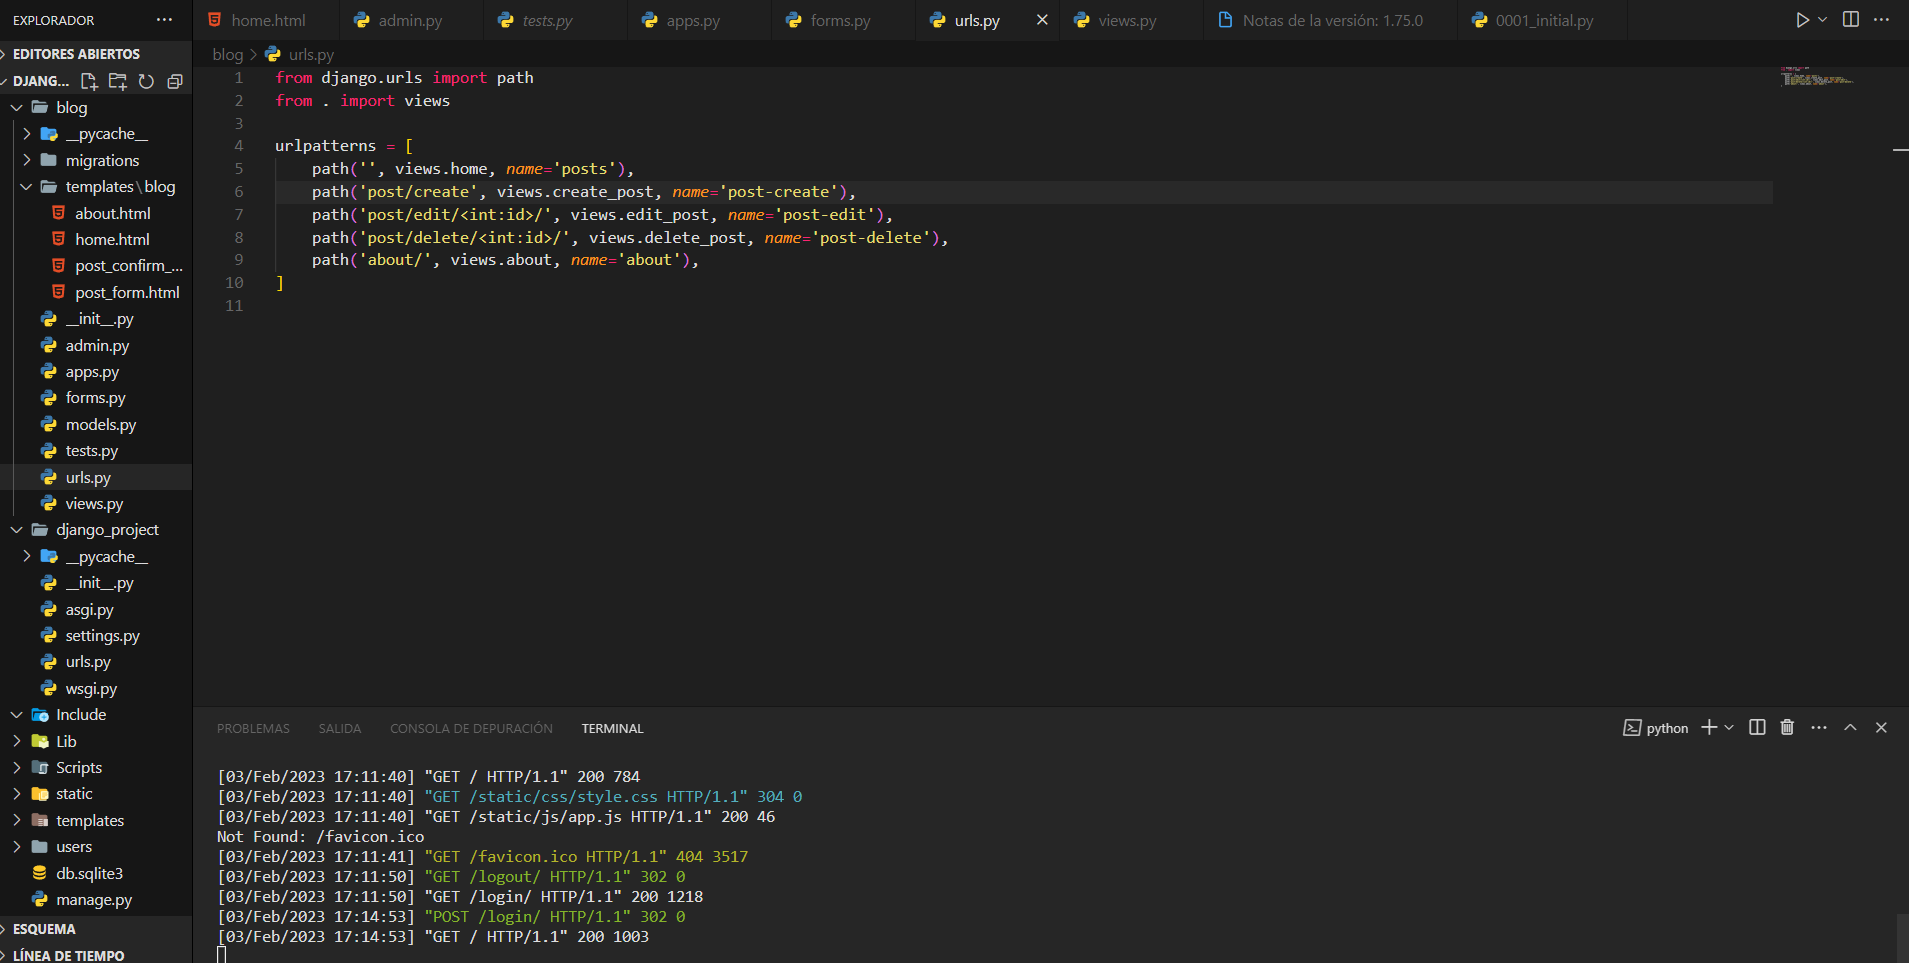 EXPLORADOR
EDITORES ABIERTOS
DJANG...
blog
__pycache__
migrations
templates\blog
about.html
home.html
post_confirm_...
post_form.html
__init__.py
admin.py
apps.py
forms.py
models.py
tests.py
urls.py
views.py
django_project
__pycache__
__init__.py
asgi.py
settings.py
urls.py
wsgi.py
Include
Lib
Scripts
static
templates
users
db.sqlite3
manage.py
ESQUEMA
LÍNEA DE TIEMPO
home.html admin.py tests.py apps.py forms.py urls.py views.py Notas de la versión: 1.75.0 0001_initial.py
blog > urls.py
1 from django.urls import path
2 from . import views
3
4 urlpatterns = [
5     path('', views.home, name='posts'),
6     path('post/create', views.create_post, name='post-create'),
7     path('post/edit/<int:id>/', views.edit_post, name='post-edit'),
8     path('post/delete/<int:id>/', views.delete_post, name='post-delete'),
9     path('about/', views.about, name='about'),
10 ]
11
PROBLEMAS SALIDA CONSOLA DE DEPURACIÓN TERMINAL python
[03/Feb/2023 17:11:40] "GET / HTTP/1.1" 200 784
[03/Feb/2023 17:11:40] "GET /static/css/style.css HTTP/1.1" 304 0
[03/Feb/2023 17:11:40] "GET /static/js/app.js HTTP/1.1" 200 46
Not Found: /favicon.ico
[03/Feb/2023 17:11:41] "GET /favicon.ico HTTP/1.1" 404 3517
[03/Feb/2023 17:11:50] "GET /logout/ HTTP/1.1" 302 0
[03/Feb/2023 17:11:50] "GET /login/ HTTP/1.1" 200 1218
[03/Feb/2023 17:14:53] "POST /login/ HTTP/1.1" 302 0
[03/Feb/2023 17:14:53] "GET / HTTP/1.1" 200 1003